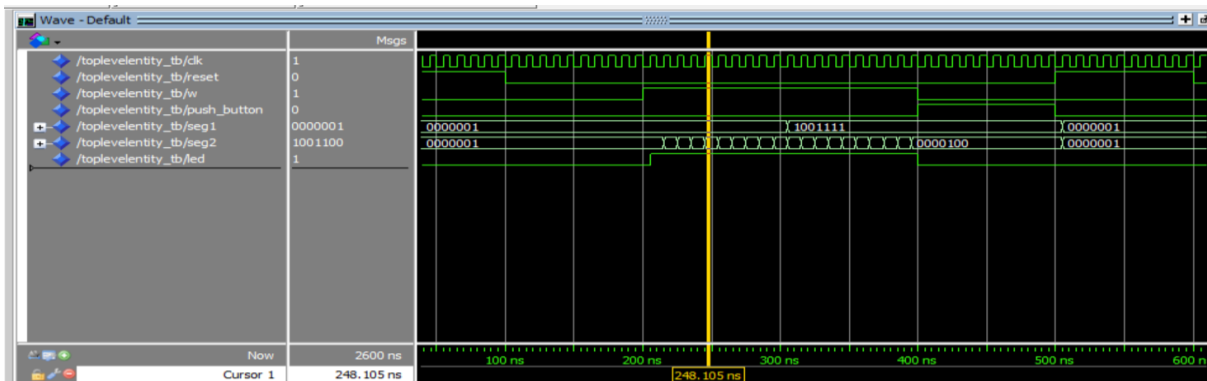 Wave - Default
Msgs
/toplevelentity_tb/clk 1
/toplevelentity_tb/reset 0
/toplevelentity_tb/w 1
/toplevelentity_tb/push_button 0
/toplevelentity_tb/seg1 0000001 0000001 1001111 0000001
/toplevelentity_tb/seg2 1001100 0000001 0000100 0000001
/toplevelentity_tb/led 1
Now 2600 ns 100 ns 200 ns 300 ns 400 ns 500 ns 600 n
Cursor 1 248.105 ns 248.105 ns